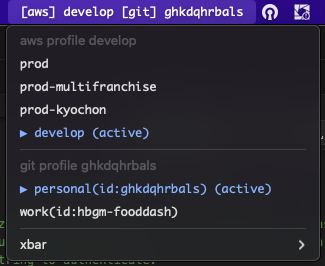 [aws] develop [git] ghkdqhrbals
aws profile develop
prod
prod-multifranchise
prod-kyochon
▶ develop (active)
git profile ghkdqhrbals
▶ personal(id:ghkdqhrbals) (active)
work(id:hbgm-fooddash)
xbar